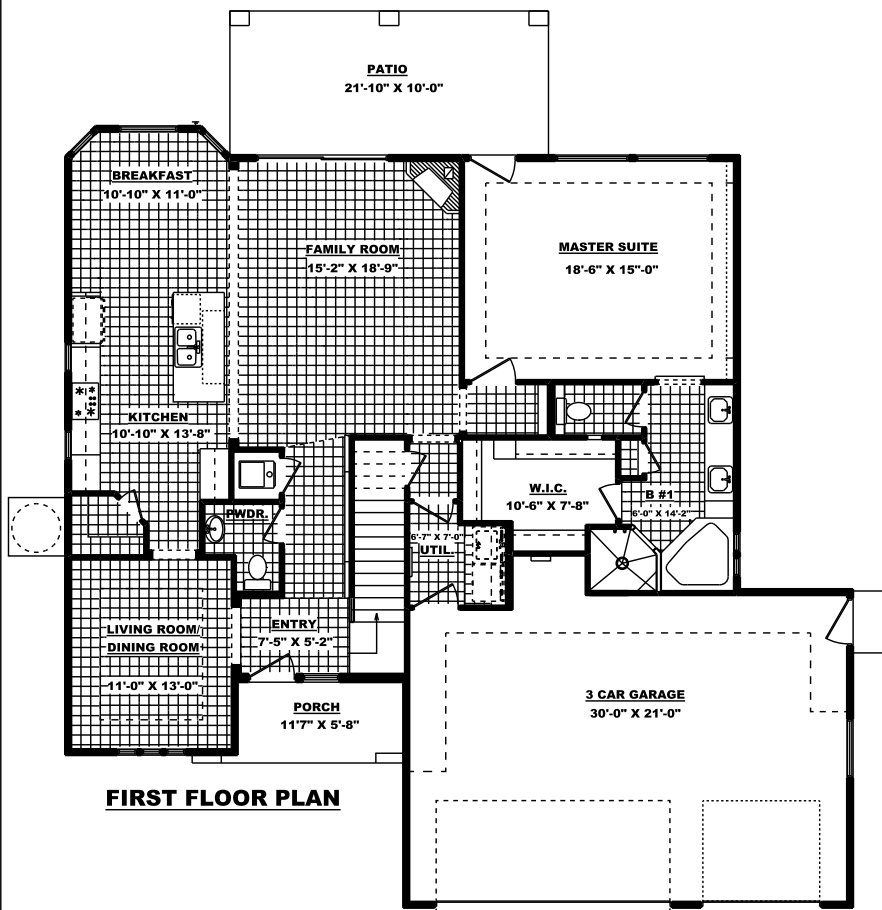 PATIO
21'-10" X 10'-0"
BREAKFAST
10'-10" X 11'-0"
FAMILY ROOM
15'-2" X 18'-9"
MASTER SUITE
18'-6" X 15"-0"
KITCHEN
10'-10" X 13'-8"
W.I.C.
10'-6" X 7'-8"
B #1
6'-0" X 14'-2"
PWDR.
6'-7" X 7'-0"
UTIL.
LIVING ROOM/
DINING ROOM
11'-0" X 13'-0"
ENTRY
7'-5" X 5'-2"
PORCH
11'7" X 5'-8"
3 CAR GARAGE
30'-0" X 21'-0"
FIRST FLOOR PLAN